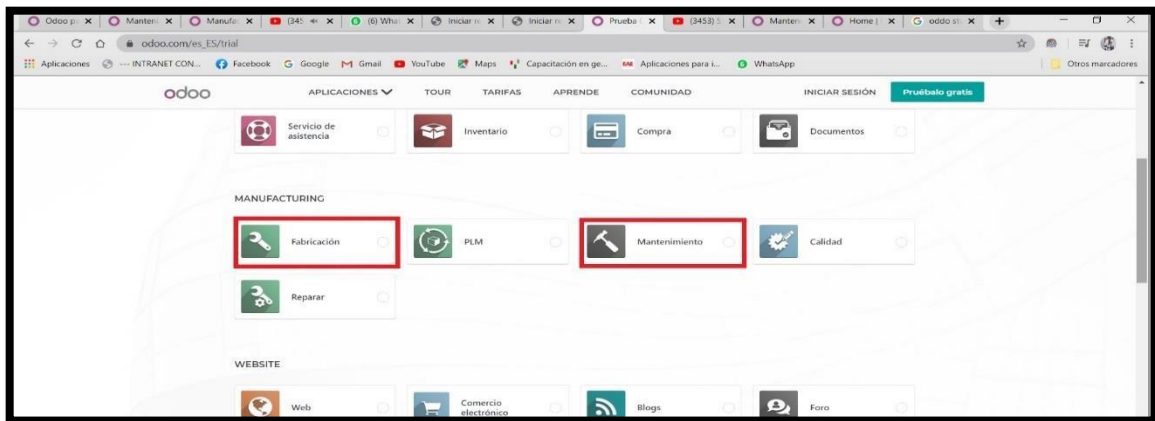 Odoo p
Manteni
Manufa
(345
(6) What
Iniciar
Iniciar
Prueba
(3453)
Manteni
Home |
oddo st
odoo.com/es_ES/trial
Aplicaciones
--- INTRANET CON...
Facebook
Google
Gmail
YouTube
Maps
Capacitación en ge...
Aplicaciones para i...
WhatsApp
Otros marcadores
odoo
APLICACIONES
TOUR
TARIFAS
APRENDE
COMUNIDAD
INICIAR SESIÓN
Pruébalo gratis
Servicio de
asistencia
Inventario
Compra
Documentos
MANUFACTURING
Fabricación
PLM
Mantenimiento
Calidad
Reparar
WEBSITE
Web
Comercio
electrónico
Blogs
Foro